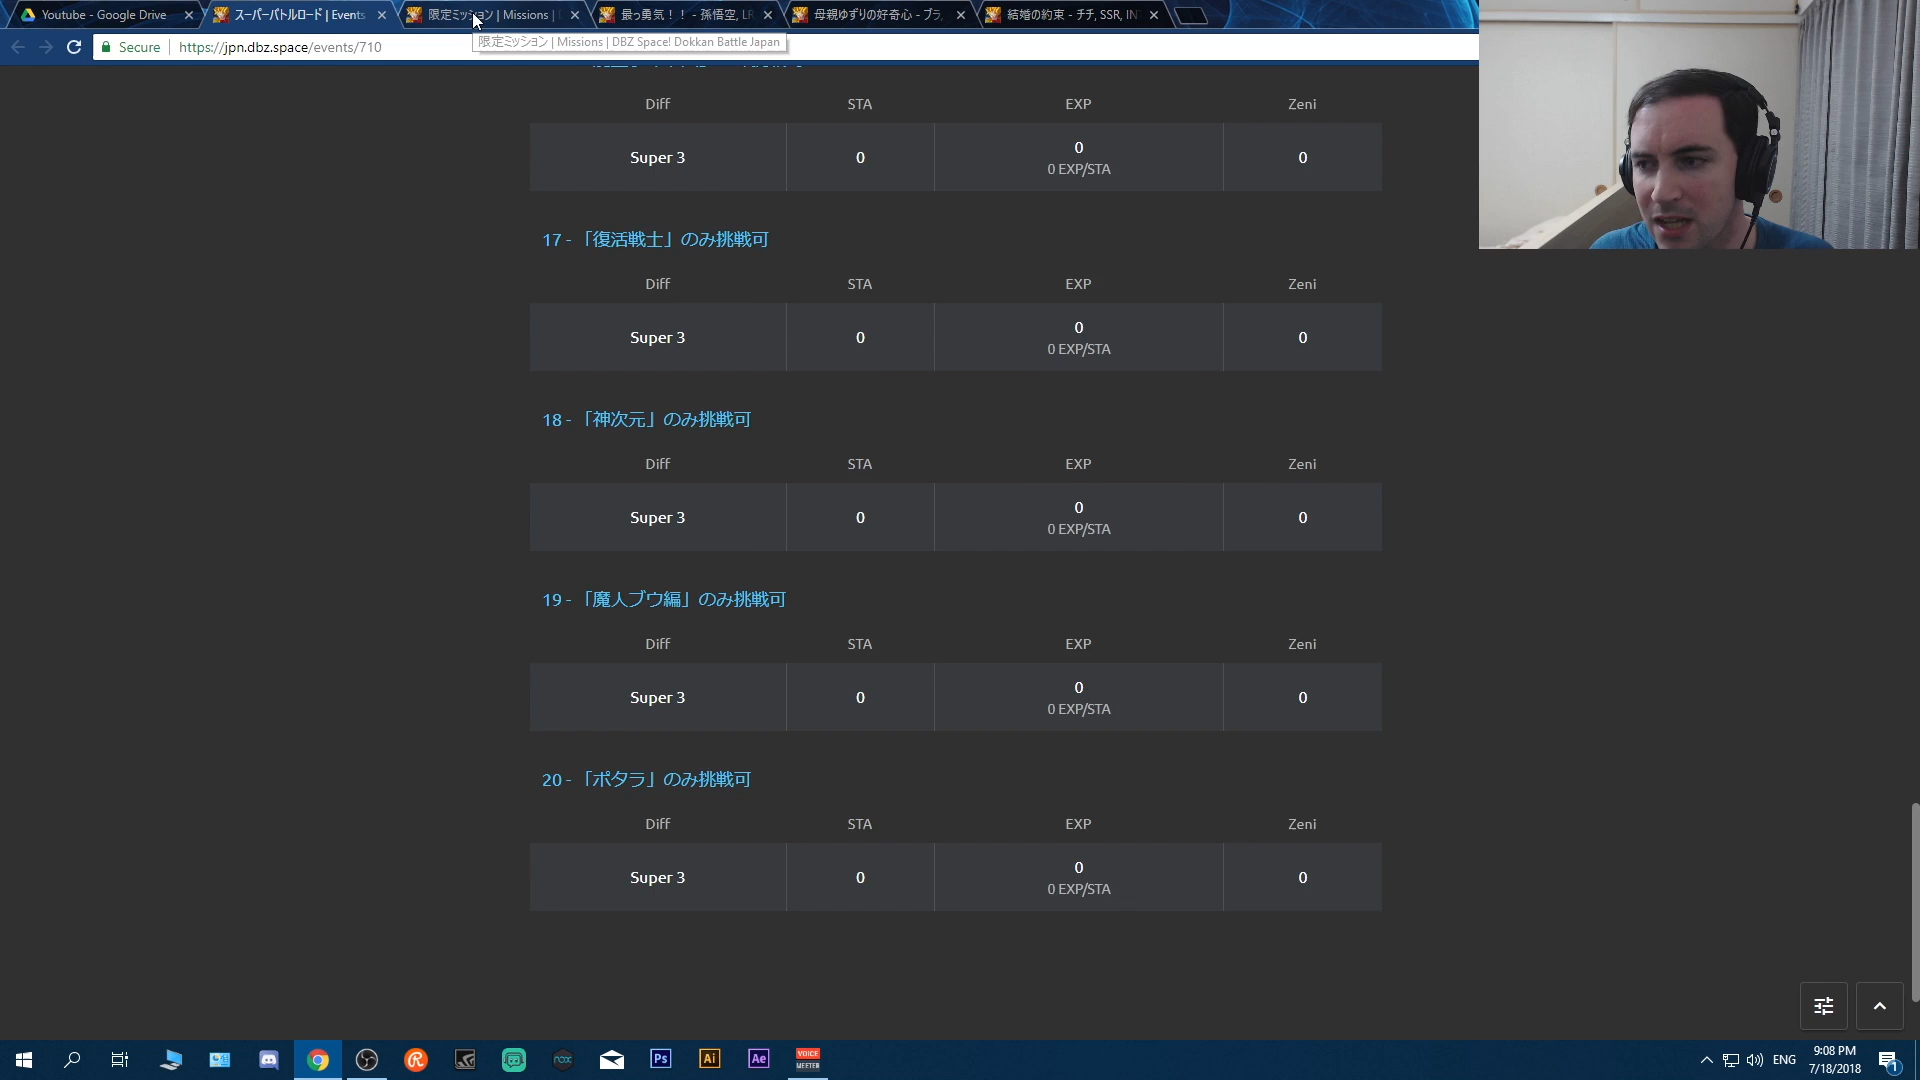 Youtube - Google Drive
スーパーバトルロード | Events
限定ミッション | Missions |
最っ勇気！！ - 孫悟空, LR
母親ゆずりの好奇心 - ブラ,
結婚の約束 - チチ, SSR, INT
Secure
https://jpn.dbz.space/events/710
限定ミッション | Missions | DBZ Space! Dokkan Battle Japan
Diff STA EXP Zeni
Super 3 0 0 0
0 EXP/STA
17 - 「復活戦士」のみ挑戦可
Diff STA EXP Zeni
Super 3 0 0 0
0 EXP/STA
18 - 「神次元」のみ挑戦可
Diff STA EXP Zeni
Super 3 0 0 0
0 EXP/STA
19 - 「魔人ブウ編」のみ挑戦可
Diff STA EXP Zeni
Super 3 0 0 0
0 EXP/STA
20 - 「ポタラ」のみ挑戦可
Diff STA EXP Zeni
Super 3 0 0 0
0 EXP/STA
nox
Ps
Ai
Ae
VOICE
MEETER
ENG
9:08 PM
7/18/2018
1